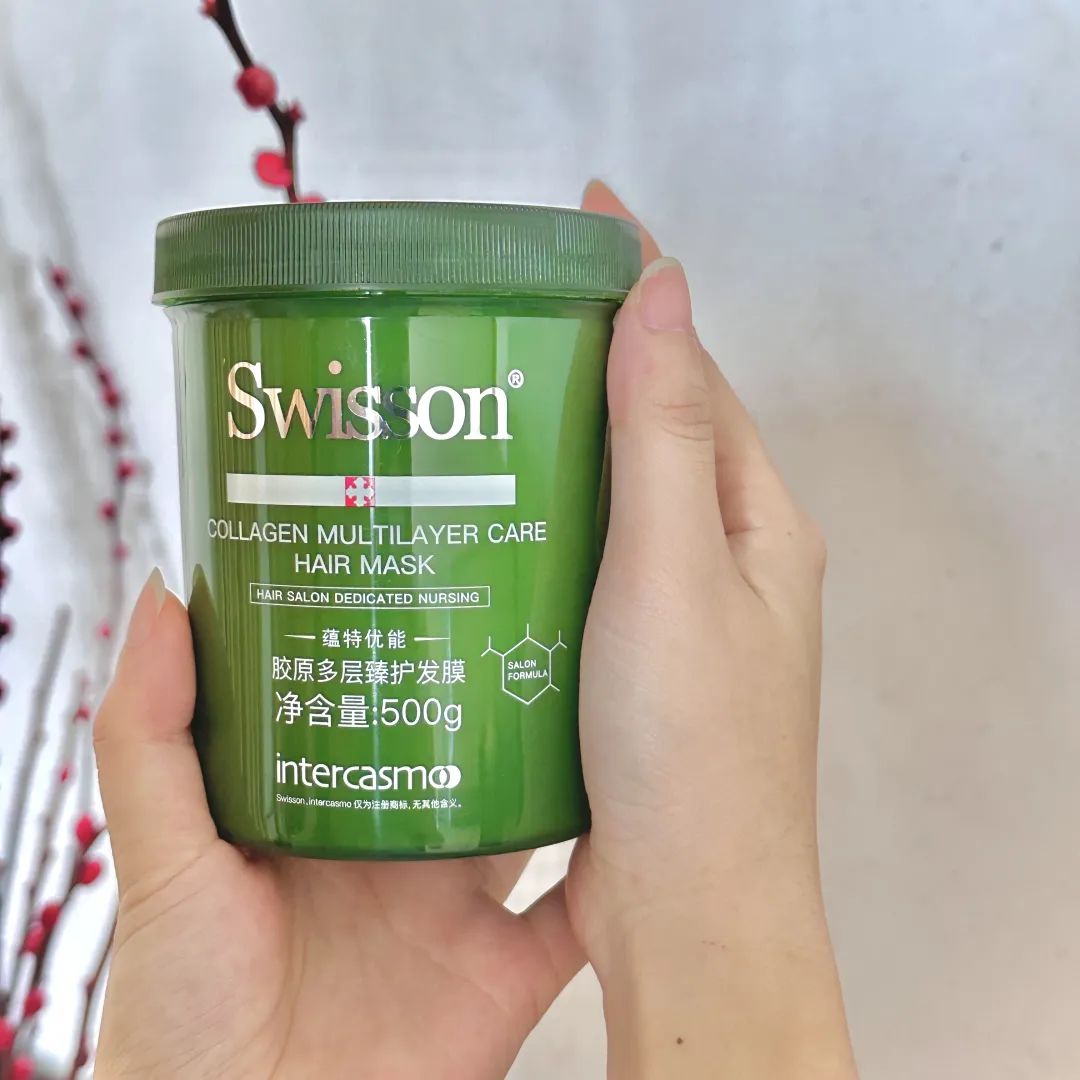 Swisson®
COLLAGEN MULTILAYER CARE
HAIR MASK
HAIR SALON DEDICATED NURSING
蕴特优能
胶原多层臻护发膜
净含量:500g
SALON
FORMULA
intercasmo
Swisson、intercasmo 仅为注册商标，无其他含义。